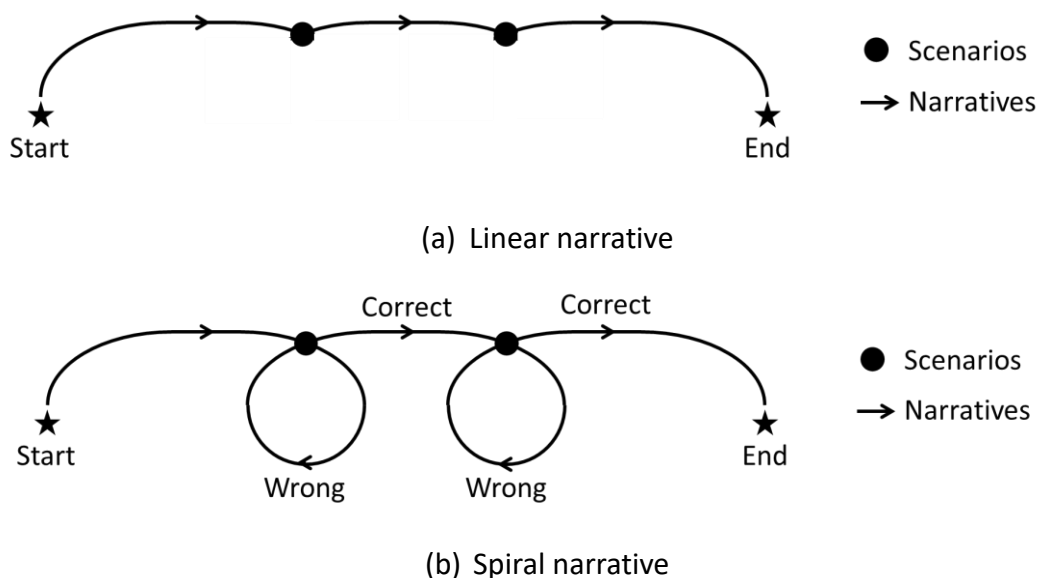 Scenarios
Narratives
Start
End
(a) Linear narrative
Correct
Correct
Scenarios
Narratives
Start
End
Wrong
Wrong
(b) Spiral narrative